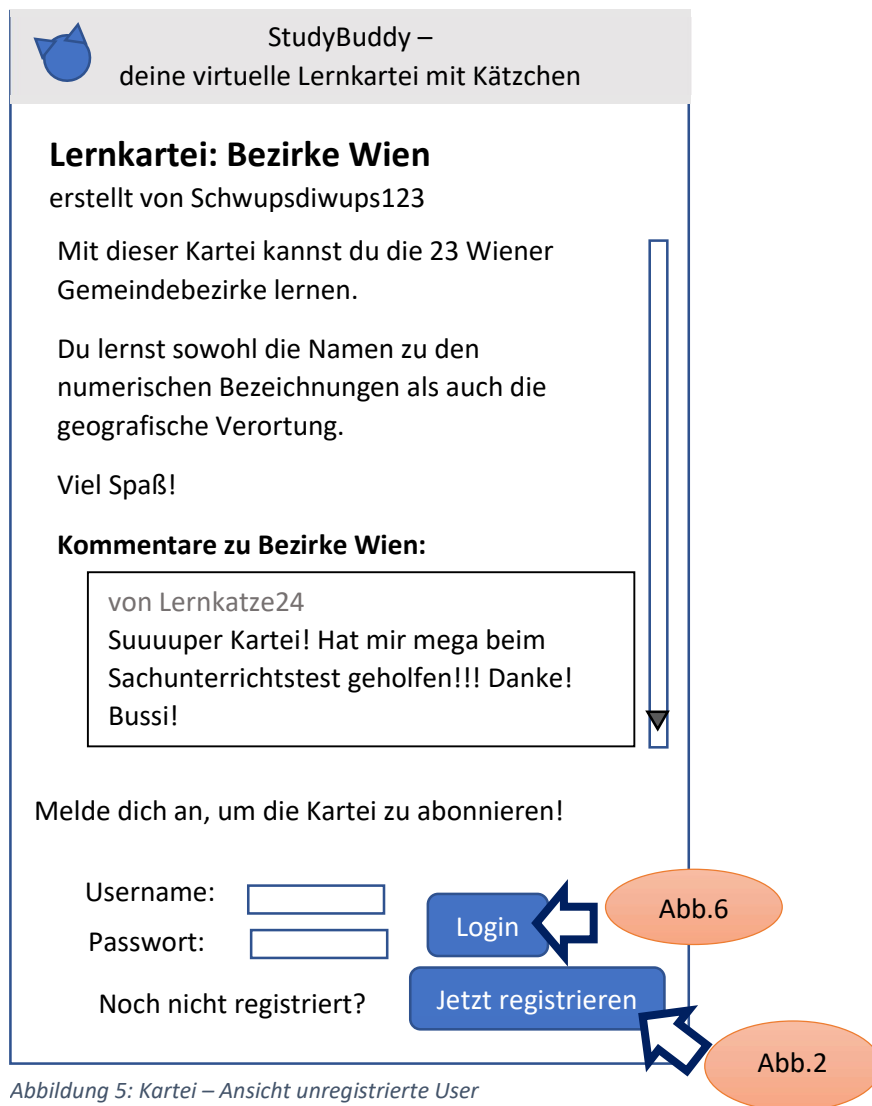 StudyBuddy –
deine virtuelle Lernkartei mit Kätzchen
Lernkartei: Bezirke Wien
erstellt von Schwupsdiwups123
Mit dieser Kartei kannst du die 23 Wiener
Gemeindebezirke lernen.
Du lernst sowohl die Namen zu den
numerischen Bezeichnungen als auch die
geografische Verortung.
Viel Spaß!
Kommentare zu Bezirke Wien:
von Lernkatze24
Suuuuper Kartei! Hat mir mega beim
Sachunterrichtstest geholfen!!! Danke!
Bussi!
Melde dich an, um die Kartei zu abonnieren!
Username:
Passwort:
Login
Abb.6
Noch nicht registriert?
Jetzt registrieren
Abb.2
Abbildung 5: Kartei – Ansicht unregistrierte User